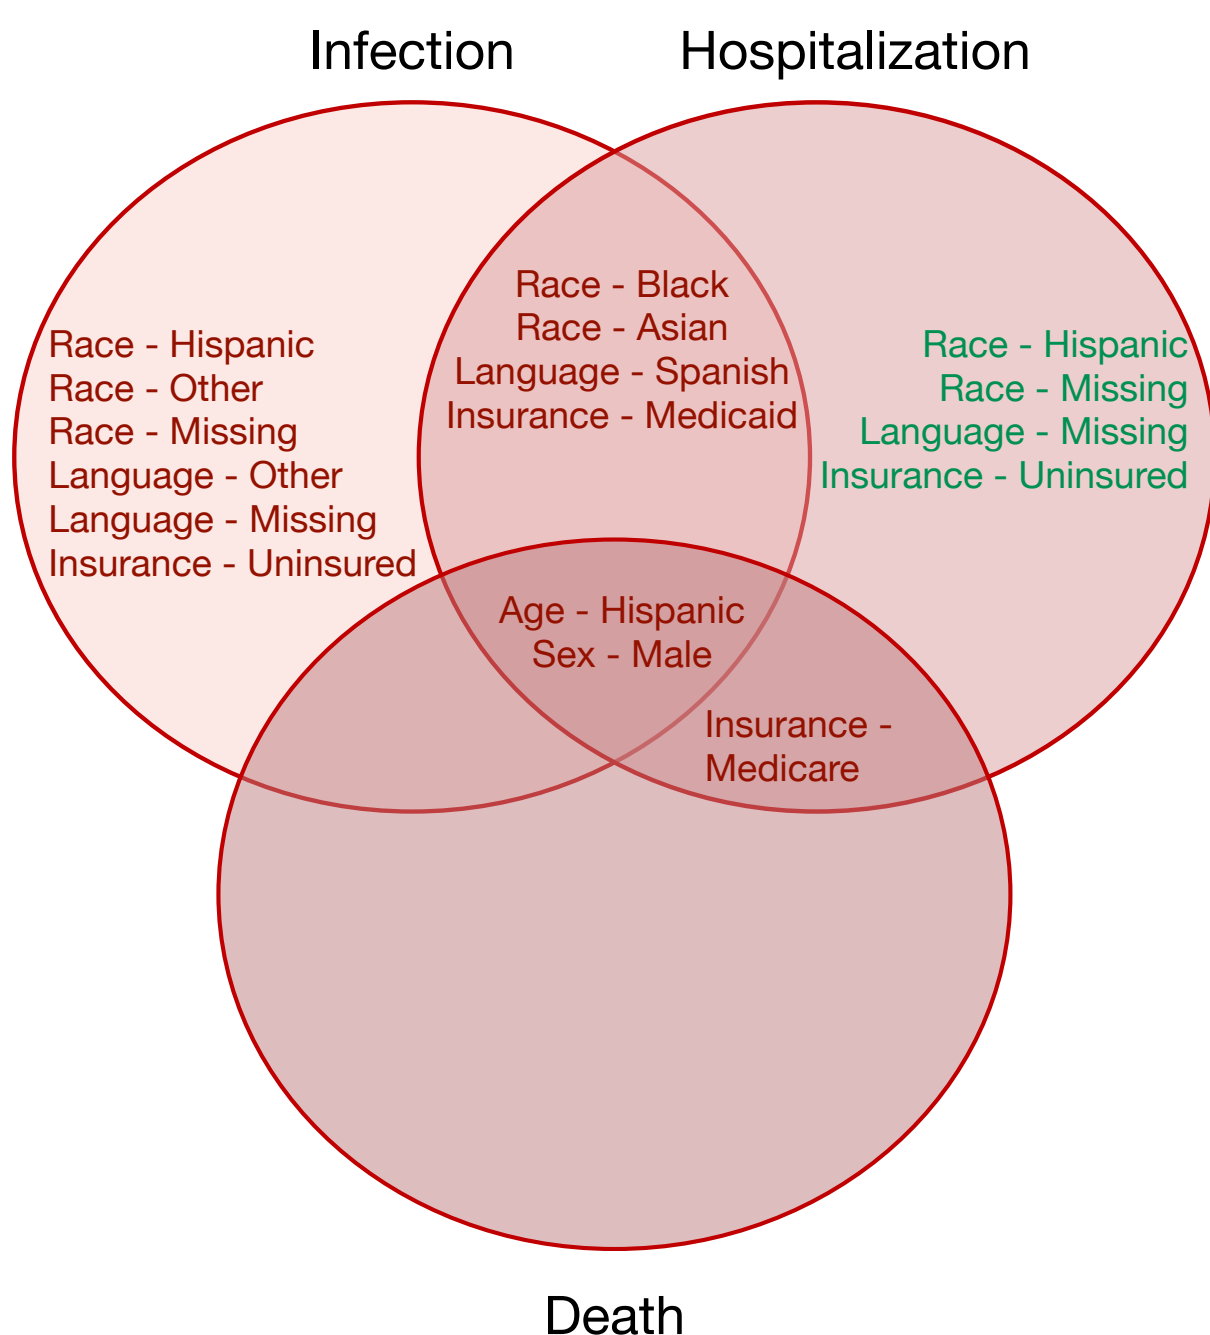 Infection
Hospitalization
Race - Hispanic
Race - Other
Race - Missing
Language - Other
Language - Missing
Insurance - Uninsured
Race - Black
Race - Asian
Language - Spanish
Insurance - Medicaid
Race - Hispanic
Race - Missing
Language - Missing
Insurance - Uninsured
Age - Hispanic
Sex - Male
Insurance -
Medicare
Death